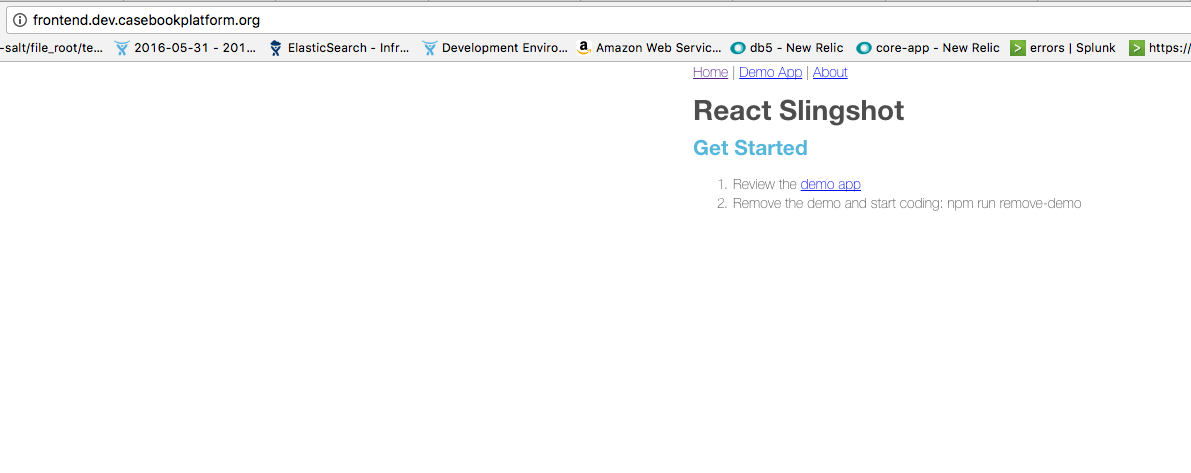 frontend.dev.casebookplatform.org
-salt/file_root/te... 2016-05-31 - 201... ElasticSearch - Infr... Development Enviro... Amazon Web Servic... db5 - New Relic core-app - New Relic errors | Splunk https://
Home | Demo App | About
React Slingshot
Get Started
1. Review the demo app
2. Remove the demo and start coding: npm run remove-demo